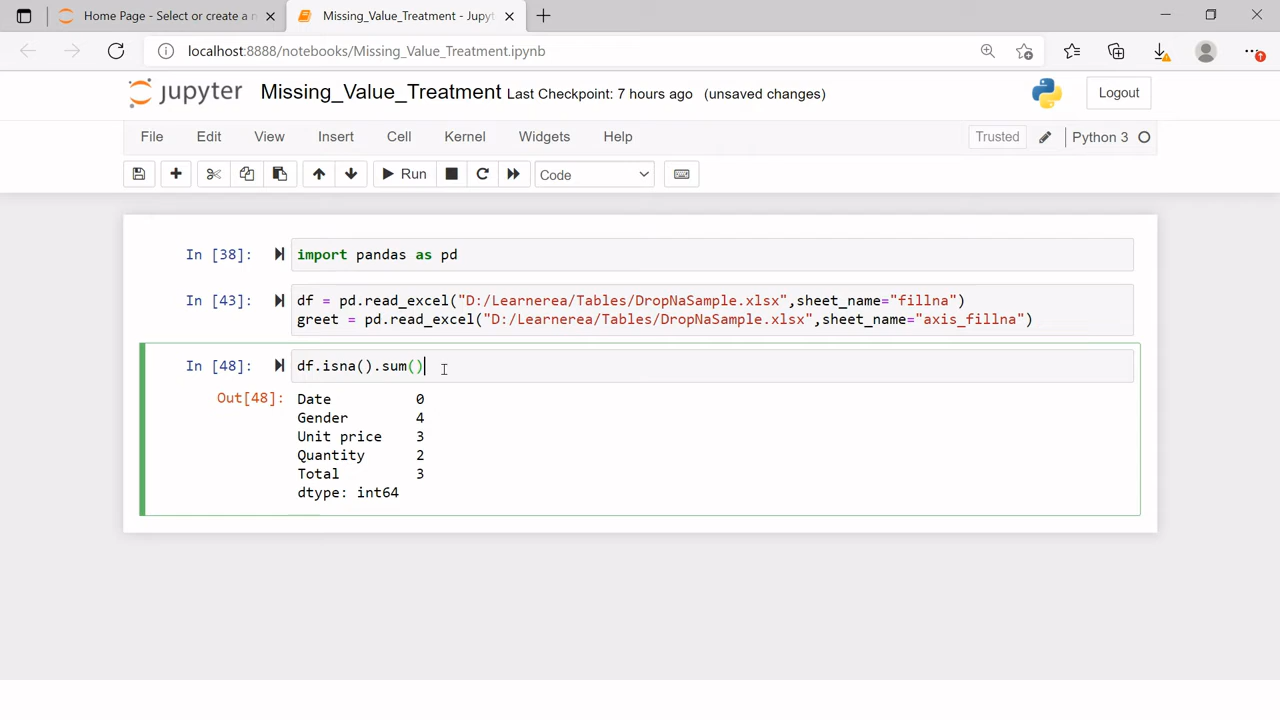 Home Page - Select or create a n
Missing_Value_Treatment - Jupyt
localhost:8888/notebooks/Missing_Value_Treatment.ipynb
jupyter Missing_Value_Treatment Last Checkpoint: 7 hours ago (unsaved changes) Logout
File Edit View Insert Cell Kernel Widgets Help Trusted Python 3
Run Code
In [38]: import pandas as pd
In [43]: df = pd.read_excel("D:/Learnerea/Tables/DropNaSample.xlsx",sheet_name="fillna")
greet = pd.read_excel("D:/Learnerea/Tables/DropNaSample.xlsx",sheet_name="axis_fillna")
In [48]: df.isna().sum()
Out[48]: Date 0
Gender 4
Unit price 3
Quantity 2
Total 3
dtype: int64